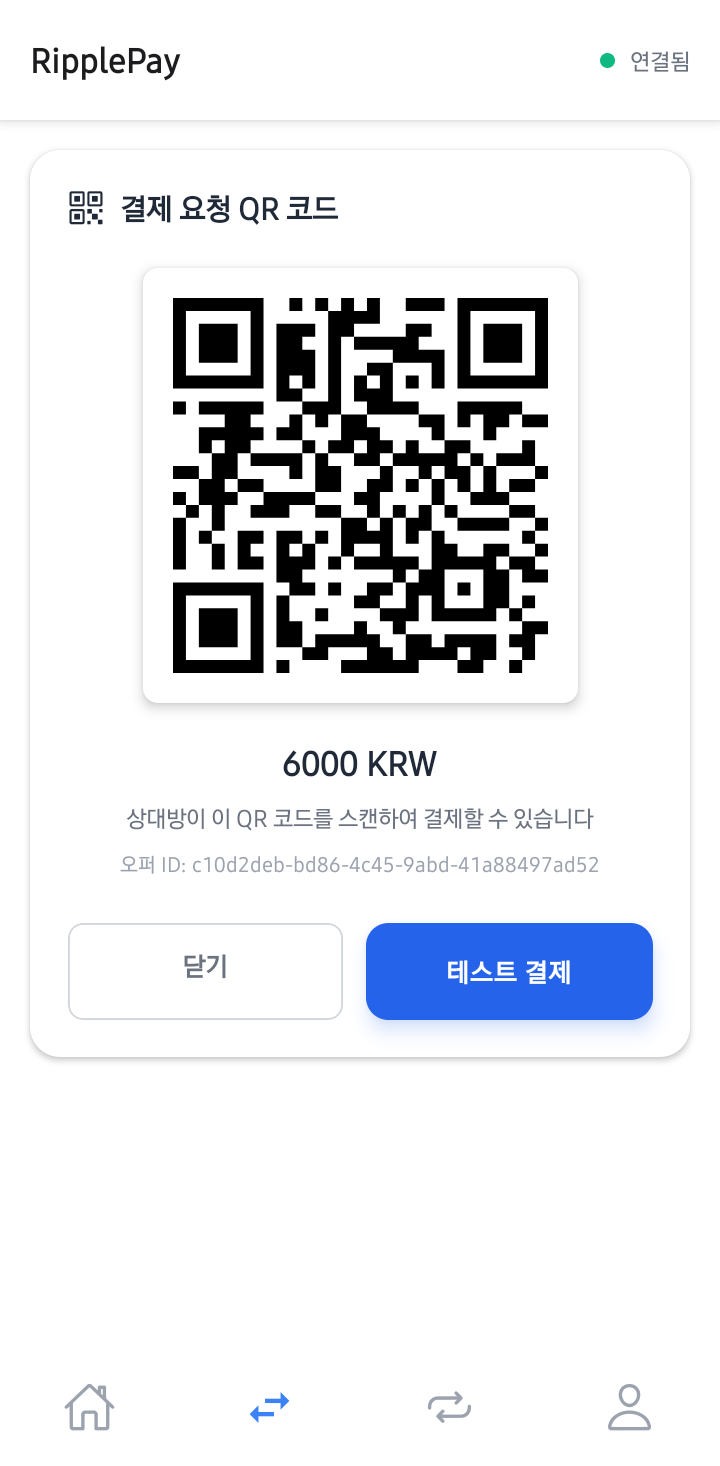 RipplePay
연결됨
결제 요청 QR 코드
6000 KRW
상대방이 이 QR 코드를 스캔하여 결제할 수 있습니다
오퍼 ID: c10d2deb-bd86-4c45-9abd-41a88497ad52
닫기
테스트 결제